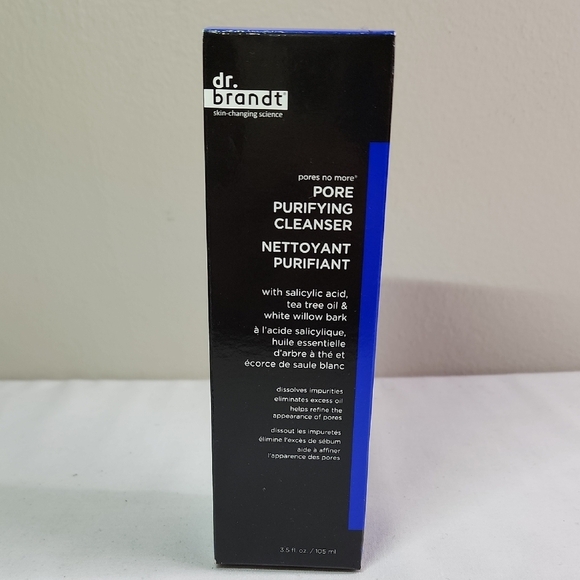 dr.
brandt®
skin-changing science
pores no more®
PORE
PURIFYING
CLEANSER
NETTOYANT
PURIFIANT
with salicylic acid,
tea tree oil &
white willow bark
à l'acide salicylique,
huile essentielle
d'arbre à thé et
écorce de saule blanc
dissolves impurities
eliminates excess oil
helps refine the
appearance of pores
dissout les impuretés
élimine l'excès de sébum
aide à affiner
l'apparence des pores
3.5 fl. oz. / 105 ml